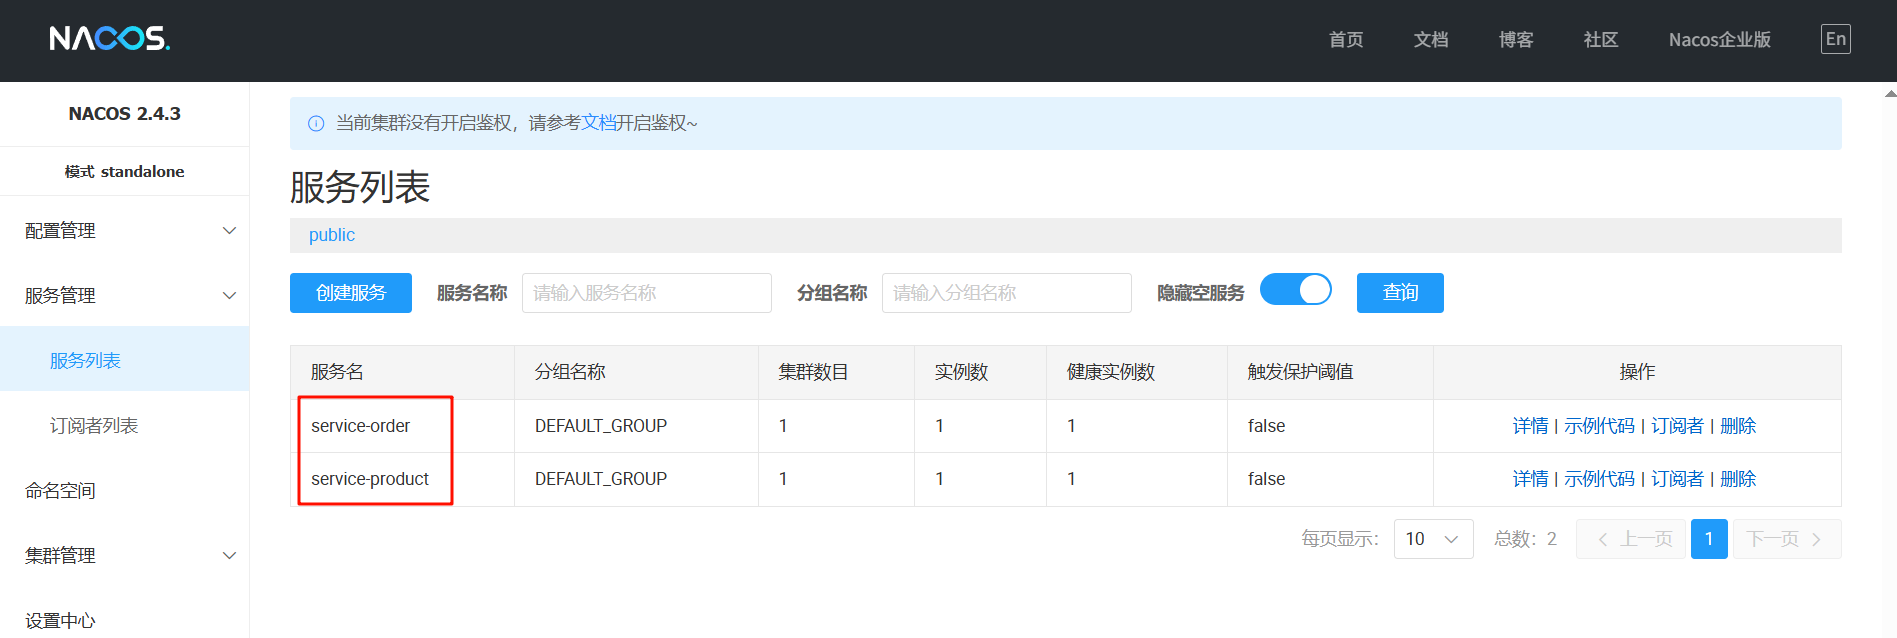 NACOS.
首页 文档 博客 社区 Nacos企业版 En
NACOS 2.4.3
模式 standalone
配置管理
服务管理
服务列表
订阅者列表
命名空间
集群管理
设置中心
当前集群没有开启鉴权，请参考文档开启鉴权~
服务列表
public
创建服务 服务名称 请输入服务名称 分组名称 请输入分组名称 隐藏空服务 查询
服务名 分组名称 集群数目 实例数 健康实例数 触发保护阈值 操作
service-order DEFAULT_GROUP 1 1 1 false 详情 | 示例代码 | 订阅者 | 删除
service-product DEFAULT_GROUP 1 1 1 false 详情 | 示例代码 | 订阅者 | 删除
每页显示： 10 总数：2 上一页 1 下一页